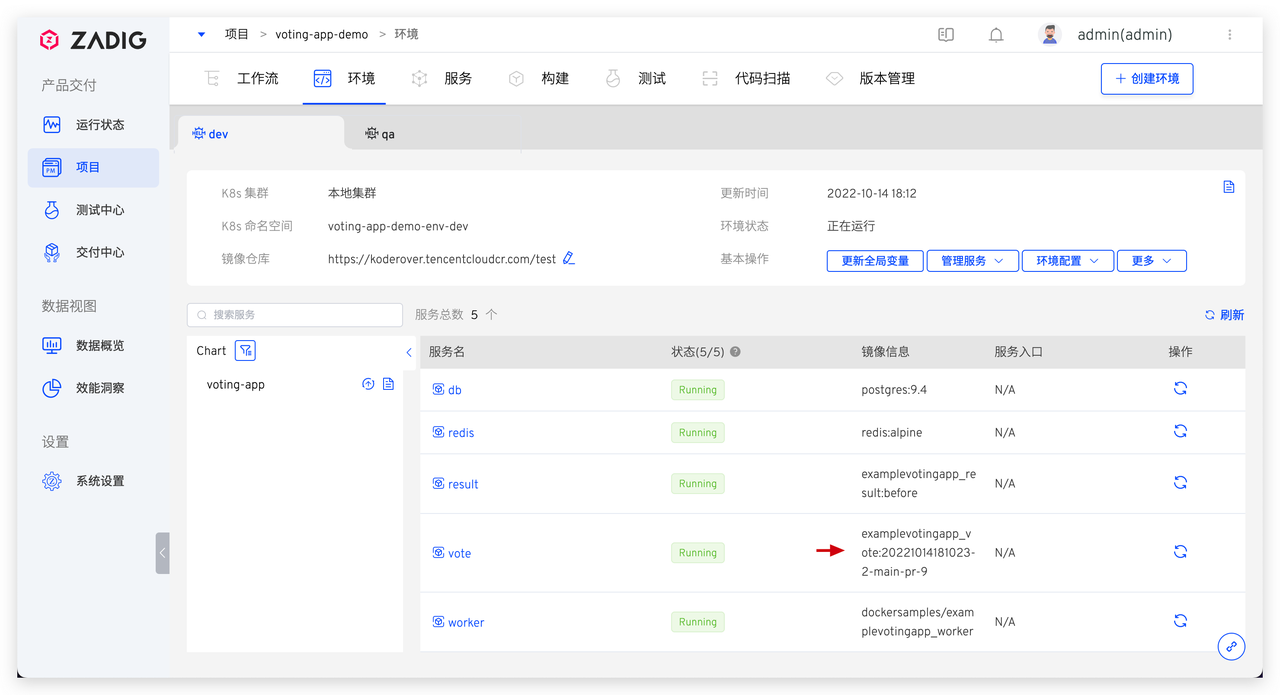 ZADIG
产品交付
运行状态
项目
测试中心
交付中心
数据视图
数据概览
效能洞察
设置
系统设置
项目 > voting-app-demo > 环境
admin(admin)
工作流 环境 服务 构建 测试 代码扫描 版本管理
+ 创建环境
dev qa
K8s 集群 本地集群 更新时间 2022-10-14 18:12
K8s 命名空间 voting-app-demo-env-dev 环境状态 正在运行
镜像仓库 https://koderover.tencentcloudcr.com/test 基本操作 更新全局变量 管理服务 环境配置 更多
搜索服务 服务总数 5 个 刷新
Chart
voting-app
服务名 状态(5/5) 镜像信息 服务入口 操作
db Running postgres:9.4 N/A
redis Running redis:alpine N/A
result Running examplevotingapp_re
sult:before N/A
vote Running examplevotingapp_v
ote:20221014181023-
2-main-pr-9 N/A
worker Running dockersamples/exam
plevotingapp_worker N/A